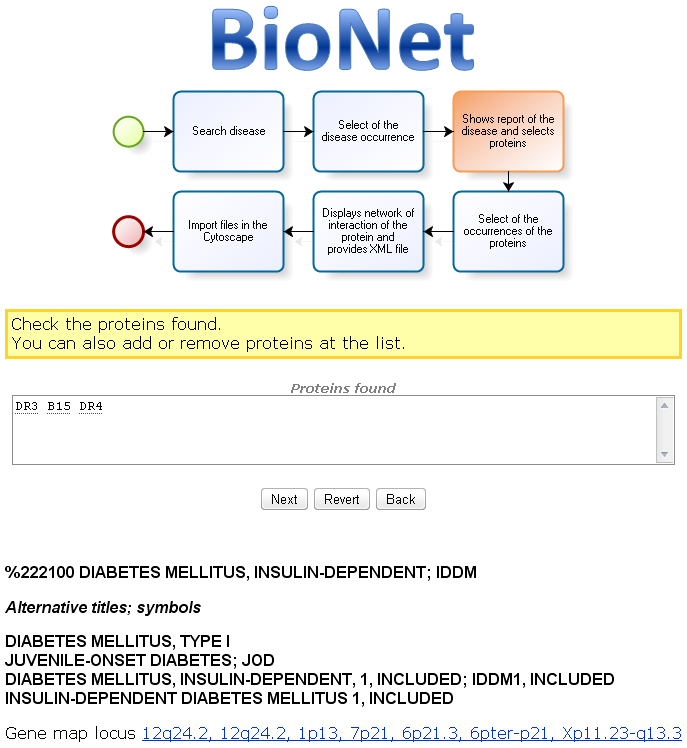 BioNet
Search disease
Select of the
disease occurrence
Shows report of the
disease and selects
proteins
Import files in the
Cytoscape
Displays network of
interaction of the
protein and
provides XML file
Select of the
occurrences of the
proteins
Check the proteins found.
You can also add or remove proteins at the list.
Proteins found
DR3 B15 DR4
Next Revert Back
%222100 DIABETES MELLITUS, INSULIN-DEPENDENT; IDDM
Alternative titles; symbols
DIABETES MELLITUS, TYPE I
JUVENILE-ONSET DIABETES; JOD
DIABETES MELLITUS, INSULIN-DEPENDENT, 1, INCLUDED; IDDM1, INCLUDED
INSULIN-DEPENDENT DIABETES MELLITUS 1, INCLUDED
Gene map locus 12q24.2, 12q24.2, 1p13, 7p21, 6p21.3, 6pter-p21, Xp11.23-q13.3